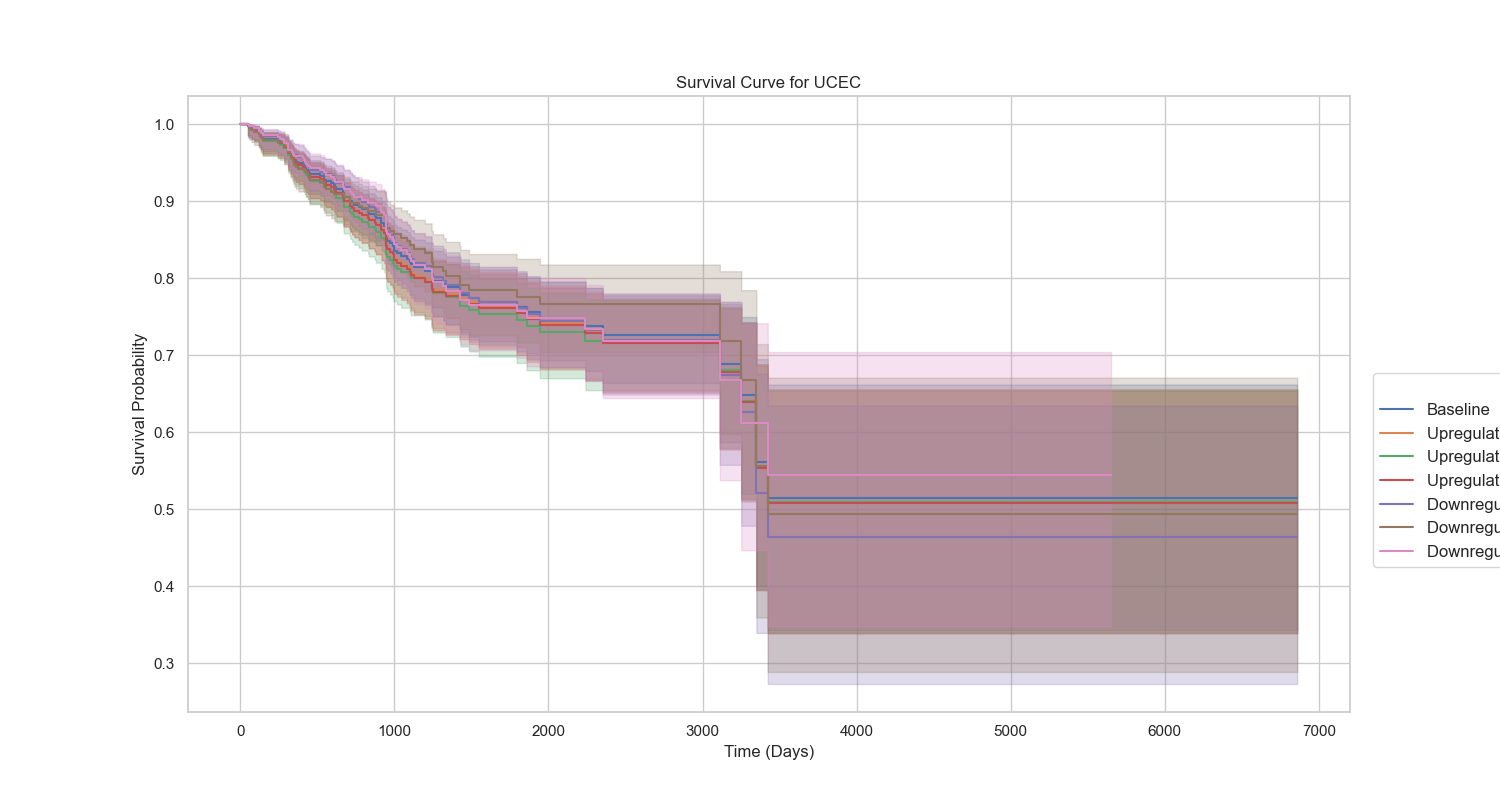 Survival Curve for UCEC
Survival Probability
1.0
0.9
0.8
0.7
0.6
0.5
0.4
0.3
0
1000
2000
3000
4000
5000
6000
7000
Time (Days)
Baseline
Upregulat
Upregulat
Upregulat
Downregu
Downregu
Downregu